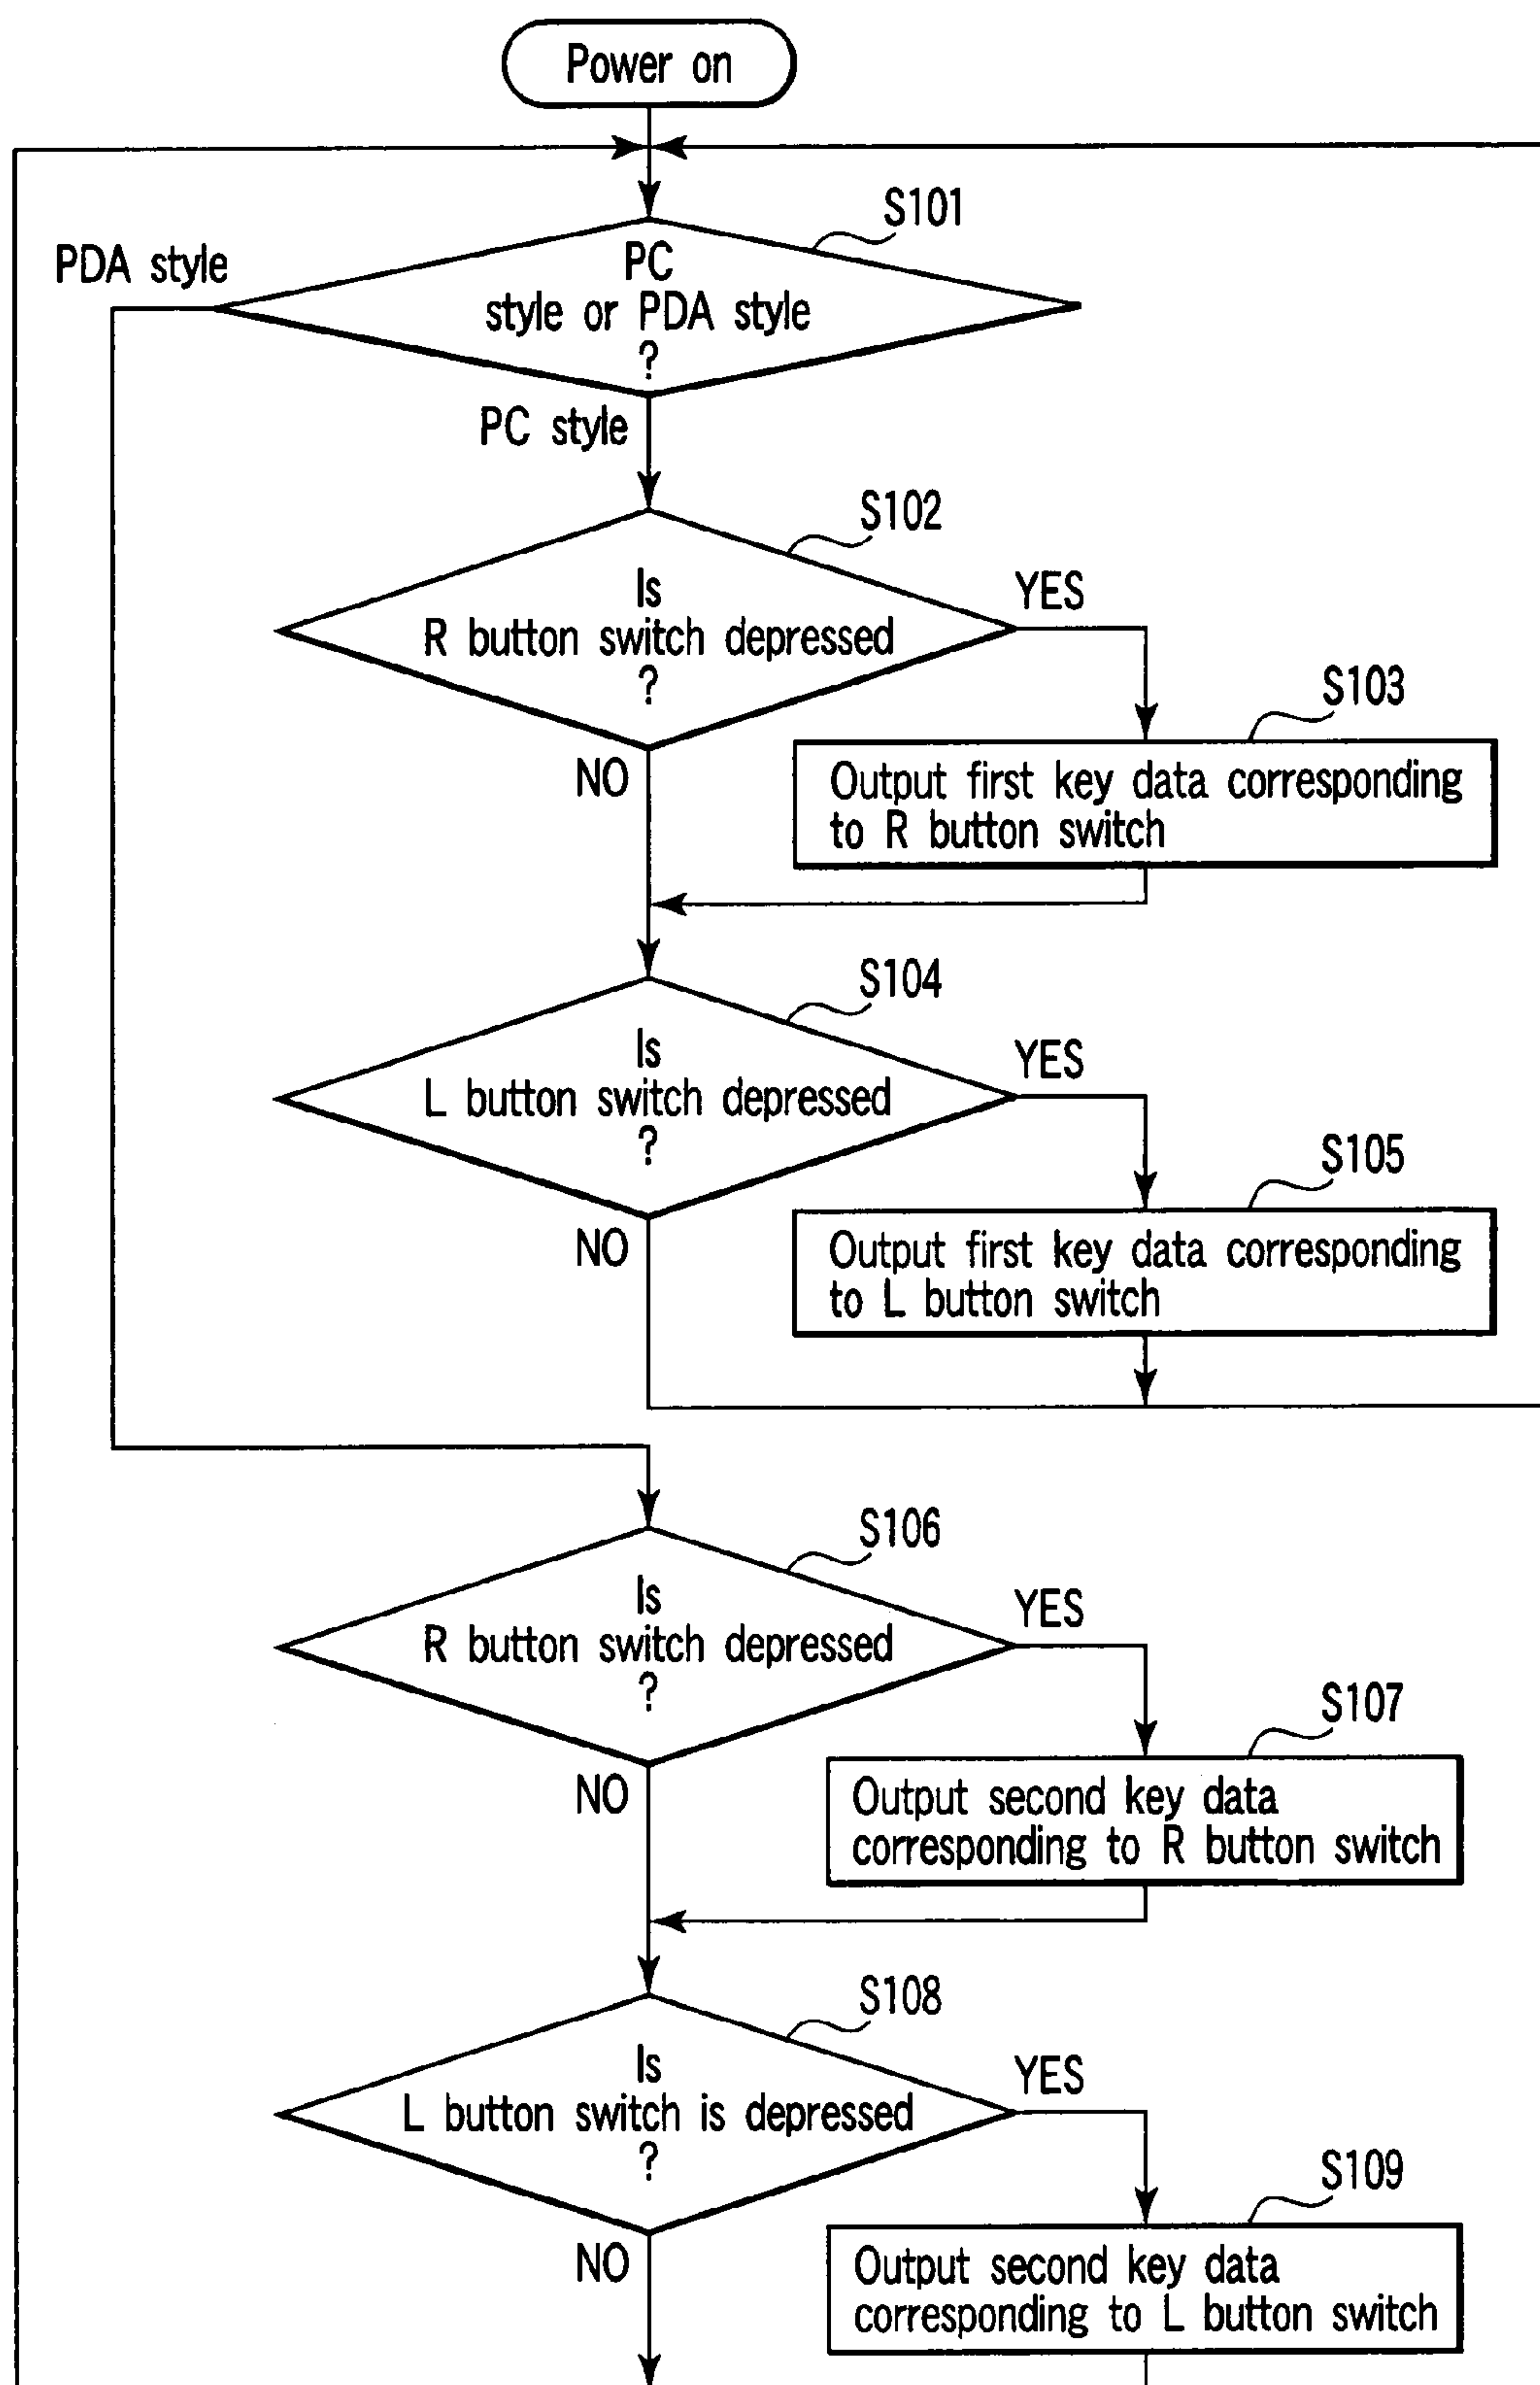 Power on
S101
PDA style
PC
style or PDA style
?
PC style
S102
Is
R button switch depressed
?
YES
NO
S103
Output first key data corresponding
to R button switch
S104
Is
L button switch depressed
?
YES
NO
S105
Output first key data corresponding
to L button switch
S106
Is
R button switch depressed
?
YES
NO
S107
Output second key data
corresponding to R button switch
S108
Is
L button switch is depressed
?
YES
NO
S109
Output second key data
corresponding to L button switch